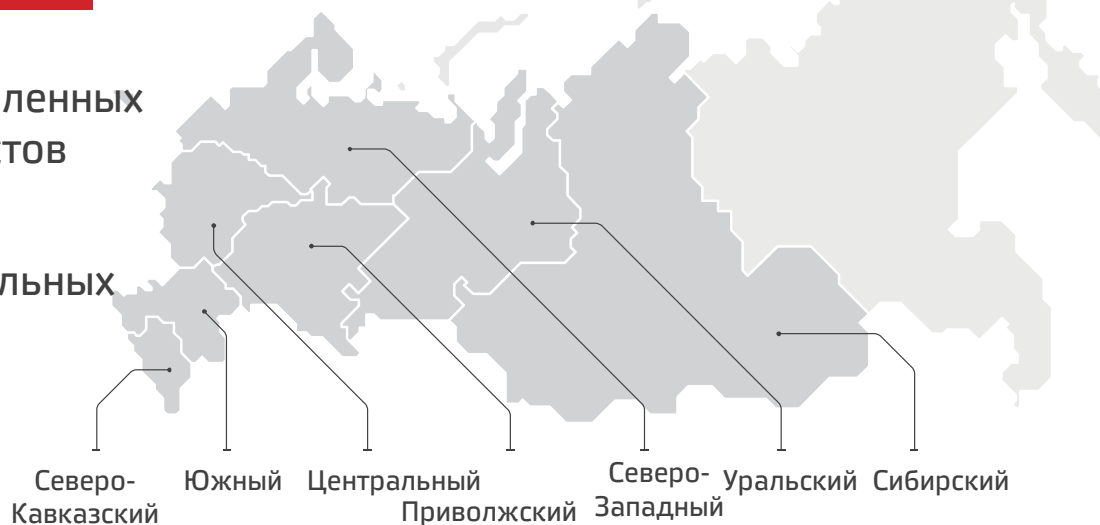 ленных
тов
льных
Северо-
Кавказский
Южный
Центральный
Приволжский
Северо-
Западный
Уральский
Сибирский